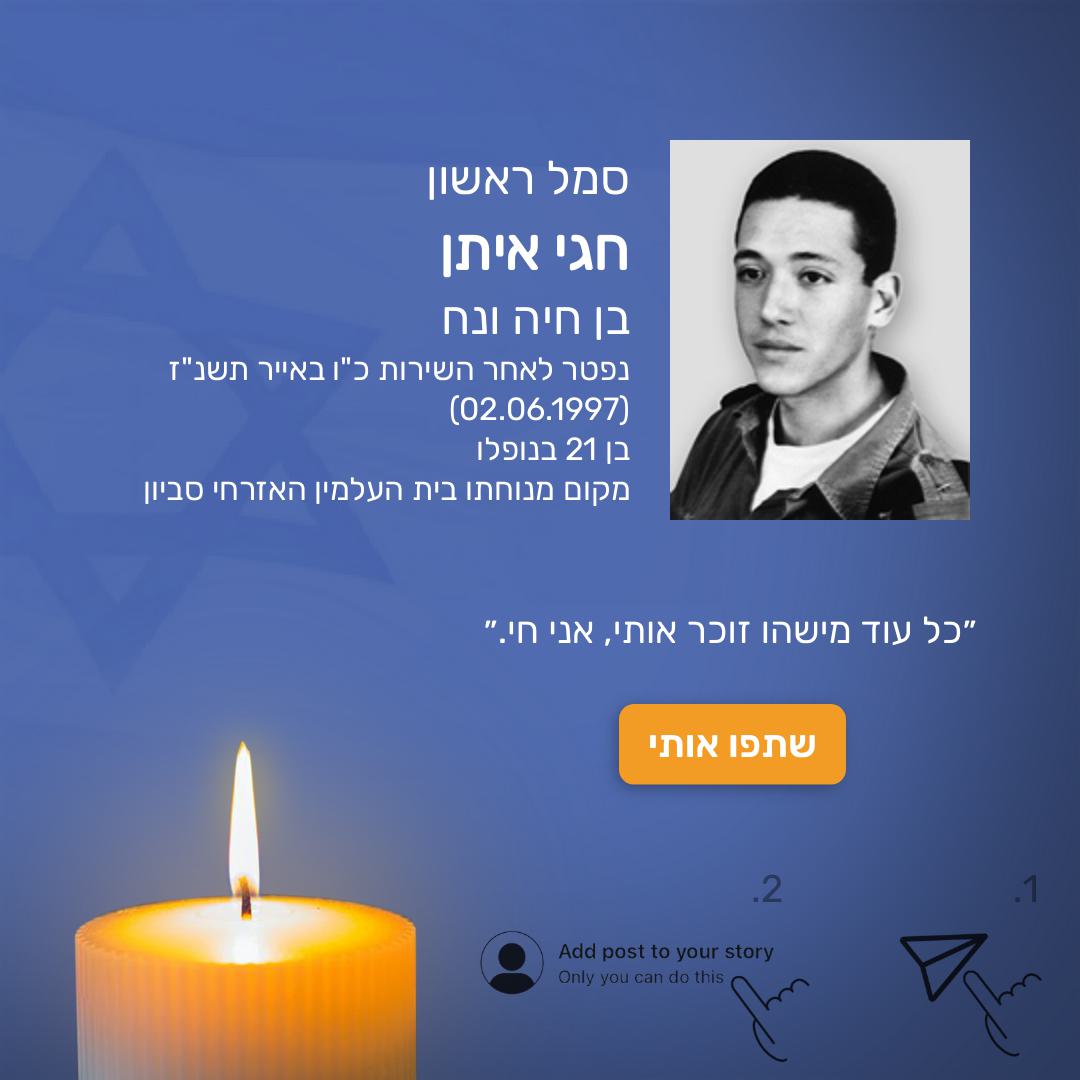 סמל ראשון
חגי איתן
בן חיה ונח
נפטר לאחר השירות כ"ו באייר תשנ"ז
(02.06.1997)
בן 21 בנופלו
מקום מנוחתו בית העלמין האזרחי סביון
״כל עוד מישהו זוכר אותי, אני חי.״
שתפו אותי
1.
2.
Add post to your story
Only you can do this